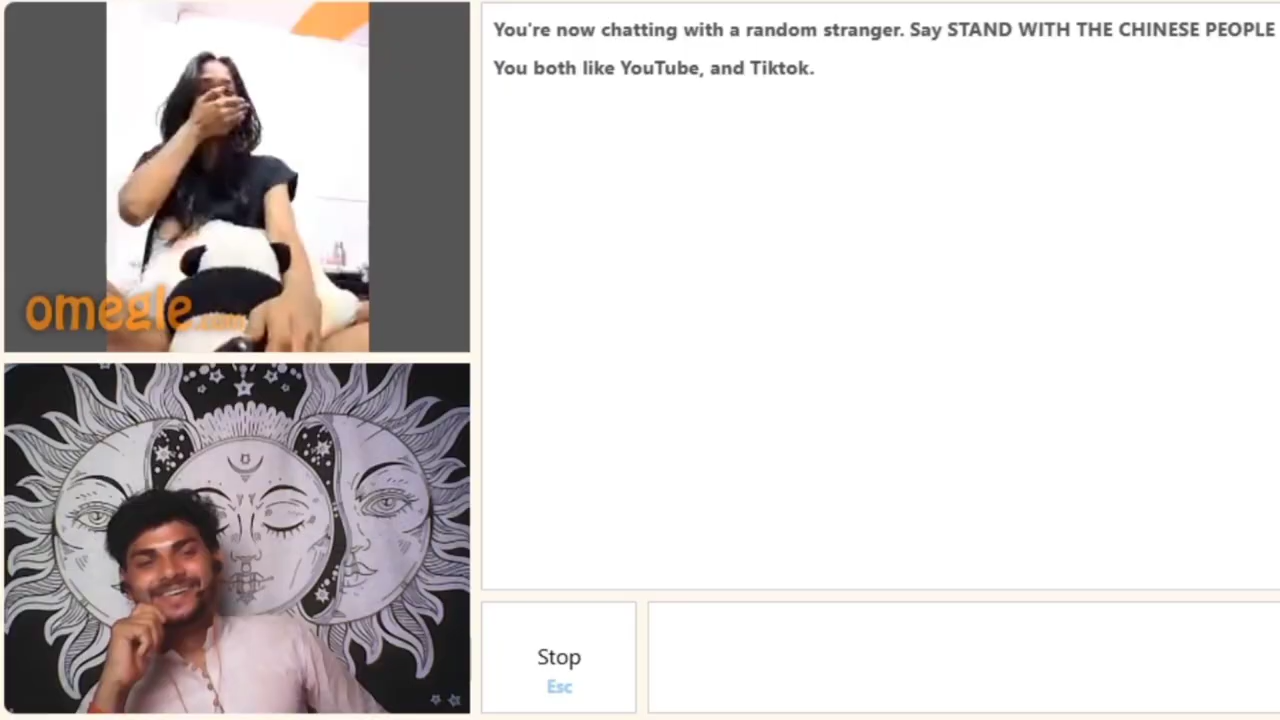 You're now chatting with a random stranger. Say STAND WITH THE CHINESE PEOPLE
You both like YouTube, and Tiktok.
omegle.com
Stop
Esc